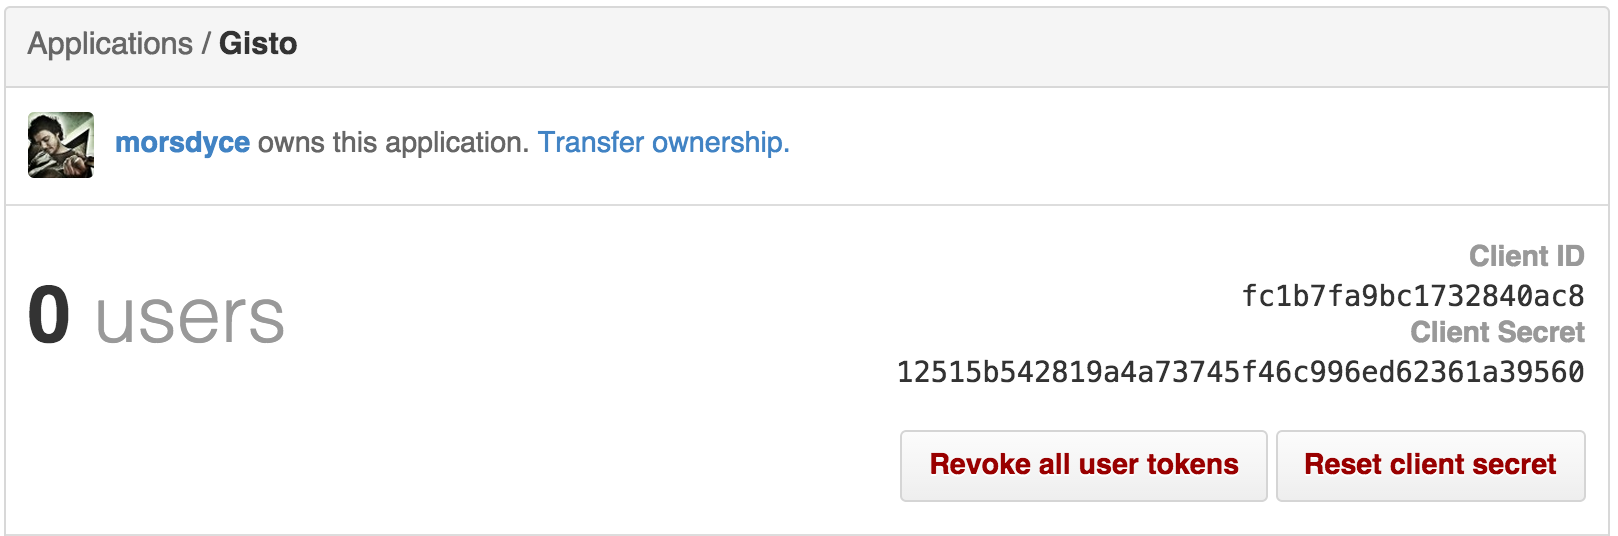 Applications / Gisto
morsdyce owns this application. Transfer ownership.
0 users
Client ID
fc1b7fa9bc1732840ac8
Client Secret
12515b542819a4a73745f46c996ed62361a39560
Revoke all user tokens
Reset client secret